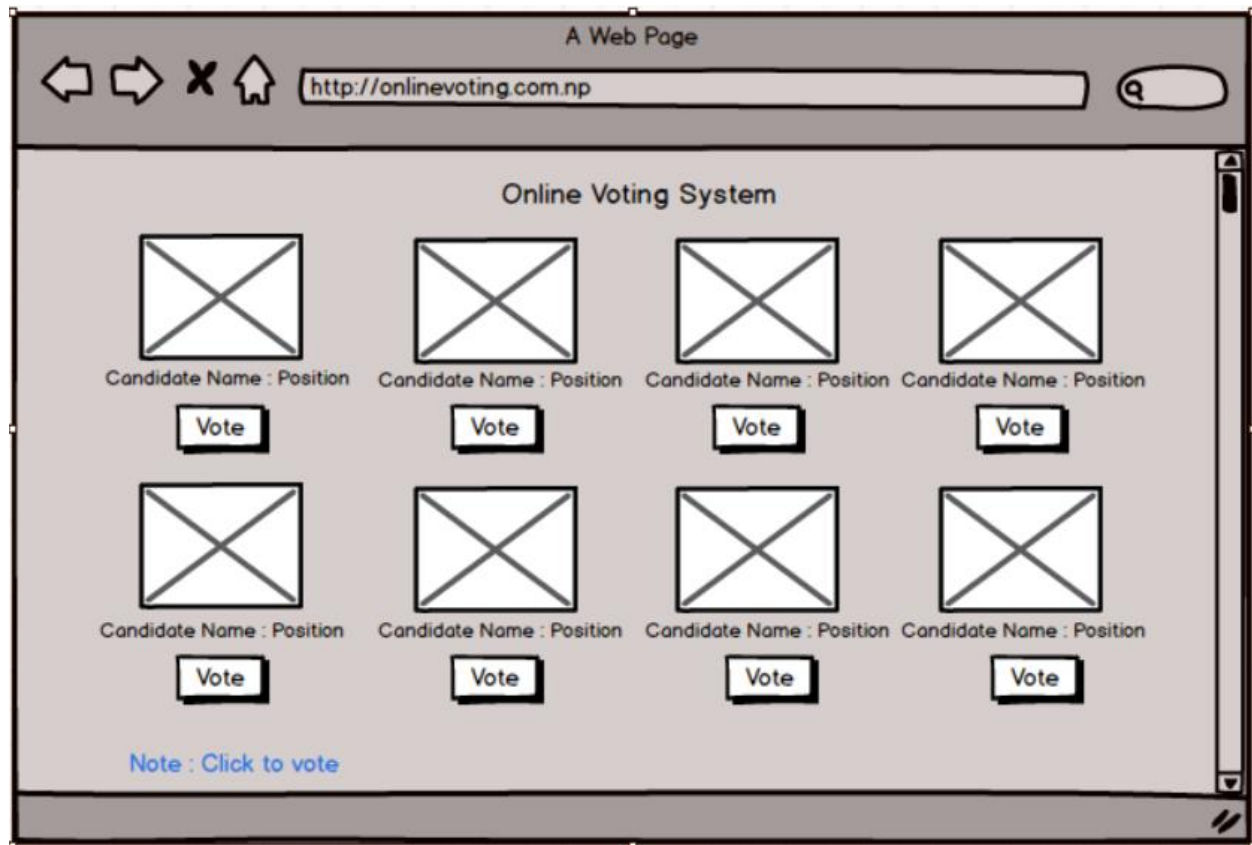 A Web Page
http://onlinevoting.com.np
Online Voting System
Candidate Name : Position
Candidate Name : Position
Candidate Name : Position
Candidate Name : Position
Vote
Vote
Vote
Vote
Candidate Name : Position
Candidate Name : Position
Candidate Name : Position
Candidate Name : Position
Vote
Vote
Vote
Vote
Note : Click to vote